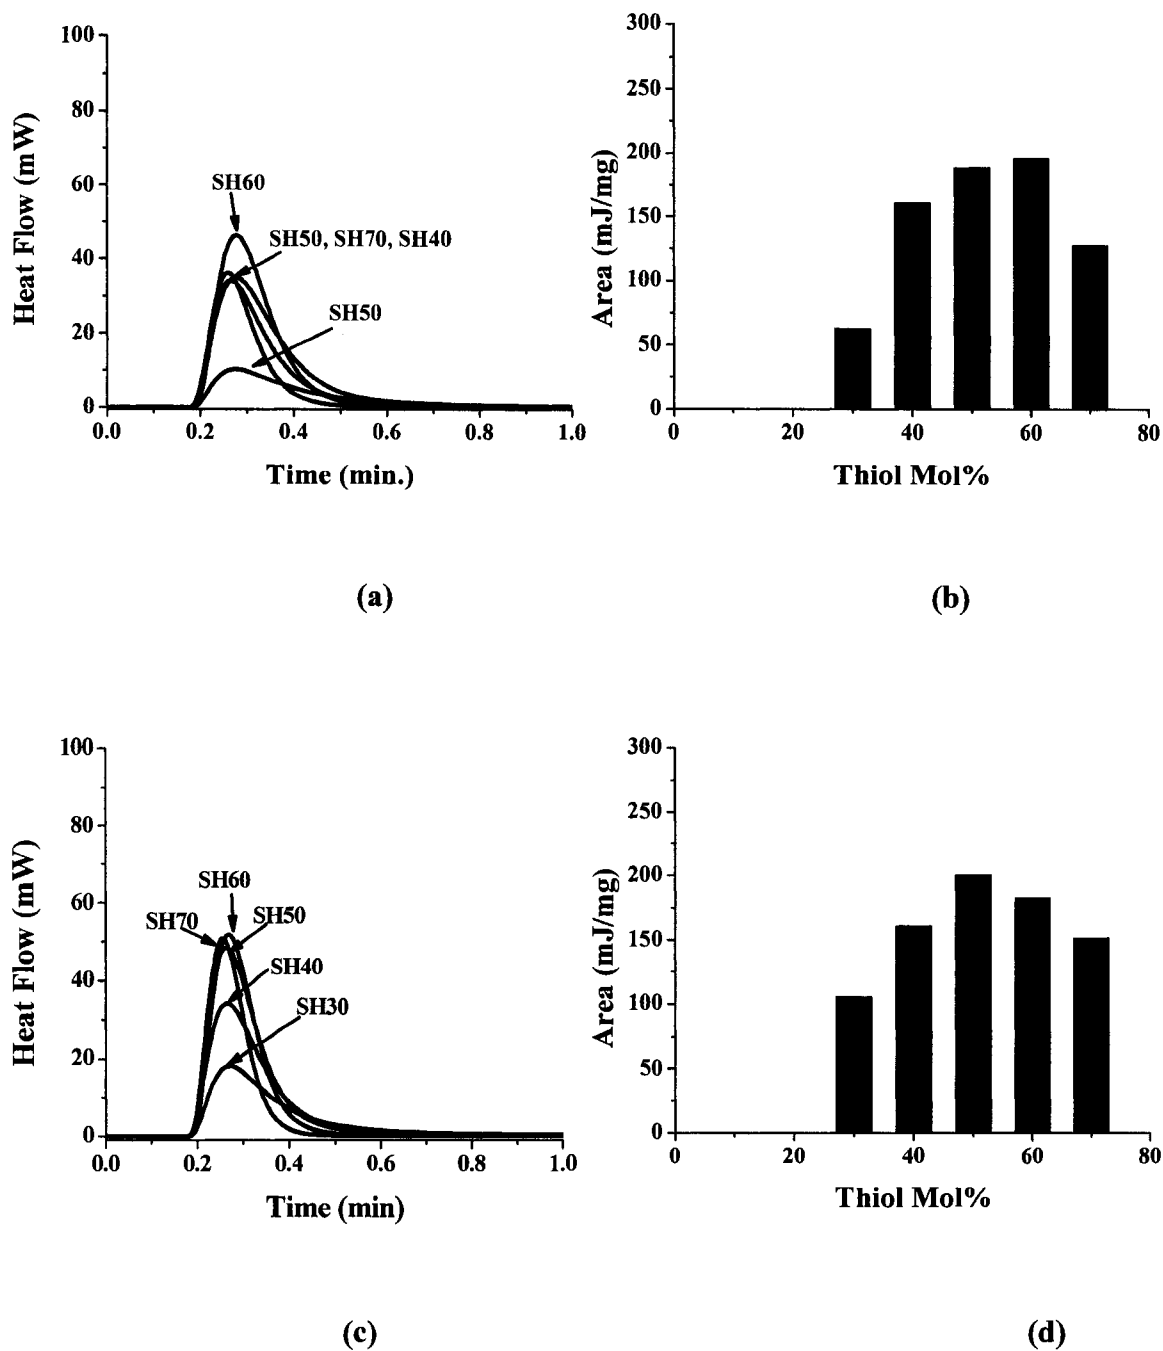 100
80
60
40
20
0
Heat Flow (mW)
SH60
SH50, SH70, SH40
SH50
0.0 0.2 0.4 0.6 0.8 1.0
Time (min.)
(a)
300
250
200
150
100
50
0
Area (mJ/mg)
0 20 40 60 80
Thiol Mol%
(b)
100
80
60
40
20
0
Heat Flow (mW)
SH60
SH70
SH50
SH40
SH30
0.0 0.2 0.4 0.6 0.8 1.0
Time (min)
(c)
300
250
200
150
100
50
0
Area (mJ/mg)
0 20 40 60 80
Thiol Mol%
(d)